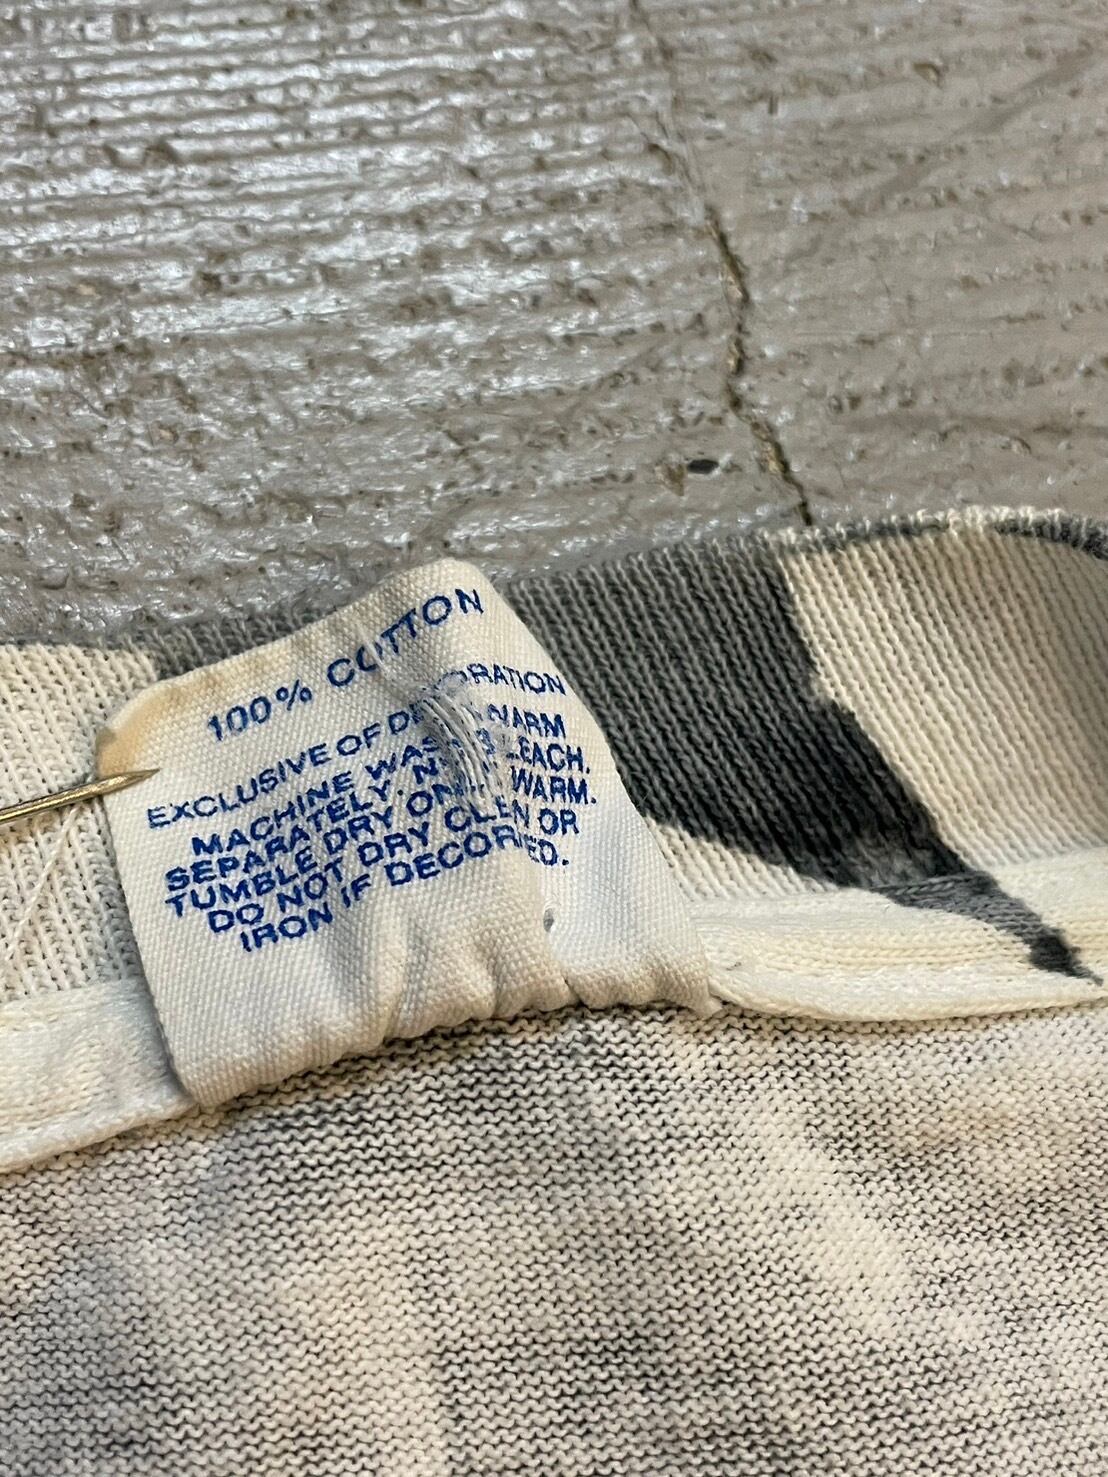 100% COTTON
EXCLUSIVE OF DECORATION
MACHINE WASH WARM
SEPARATELY. NO BLEACH.
TUMBLE DRY ONLY WARM.
DO NOT DRY CLEAN OR
IRON IF DECORATED.